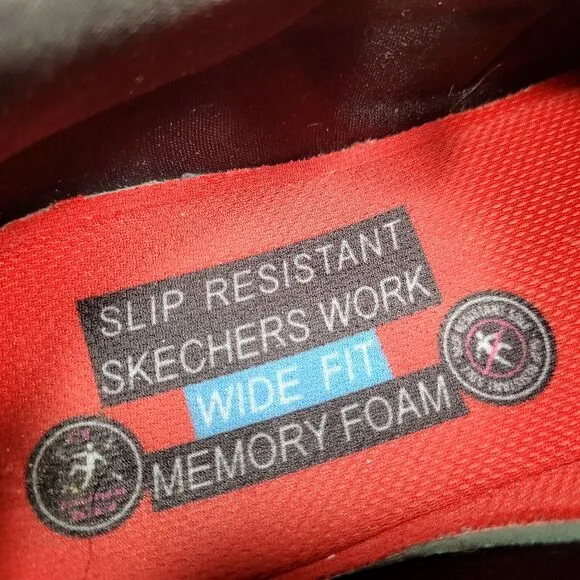 SLIP RESISTANT
SKECHERS WORK
WIDE FIT
MEMORY FOAM